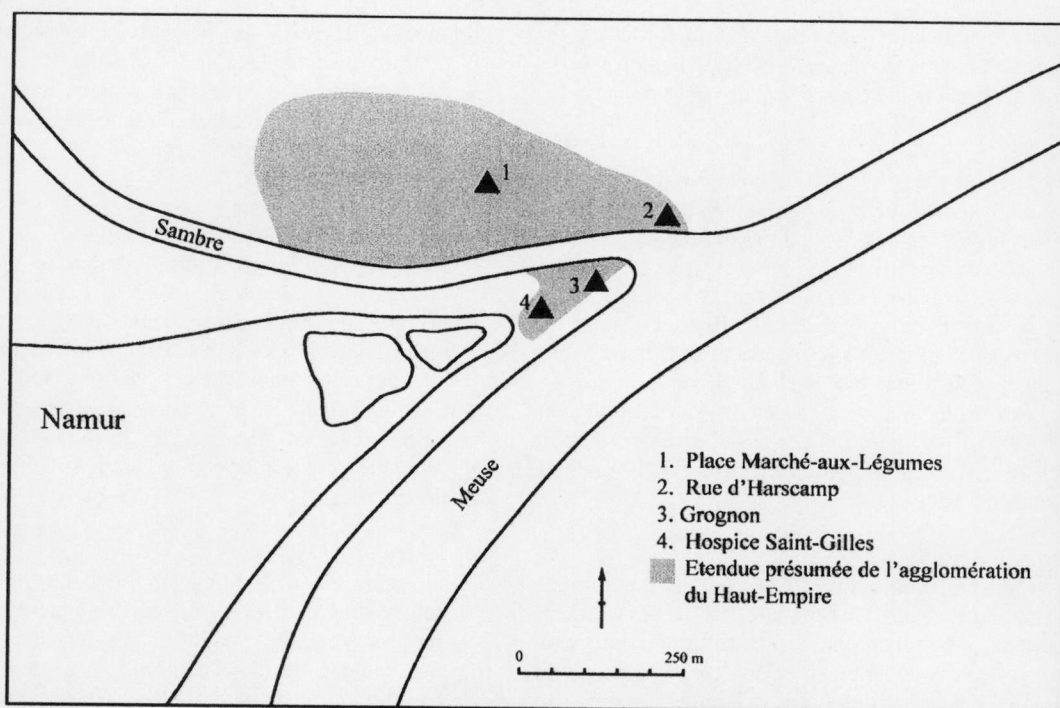 1
2
Sambre
3
4
Namur
Meuse
1. Place Marché-aux-Légumes
2. Rue d'Harscamp
3. Grognon
4. Hospice Saint-Gilles
Etendue présumée de l'agglomération
du Haut-Empire
0 250 m